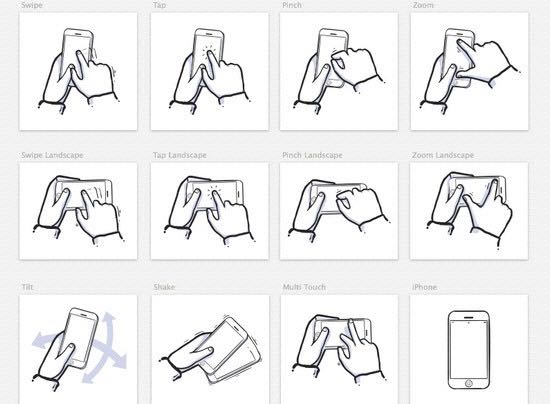 Swipe
Tap
Pinch
Zoom
Swipe Landscape
Tap Landscape
Pinch Landscape
Zoom Landscape
Tilt
Shake
Multi Touch
iPhone